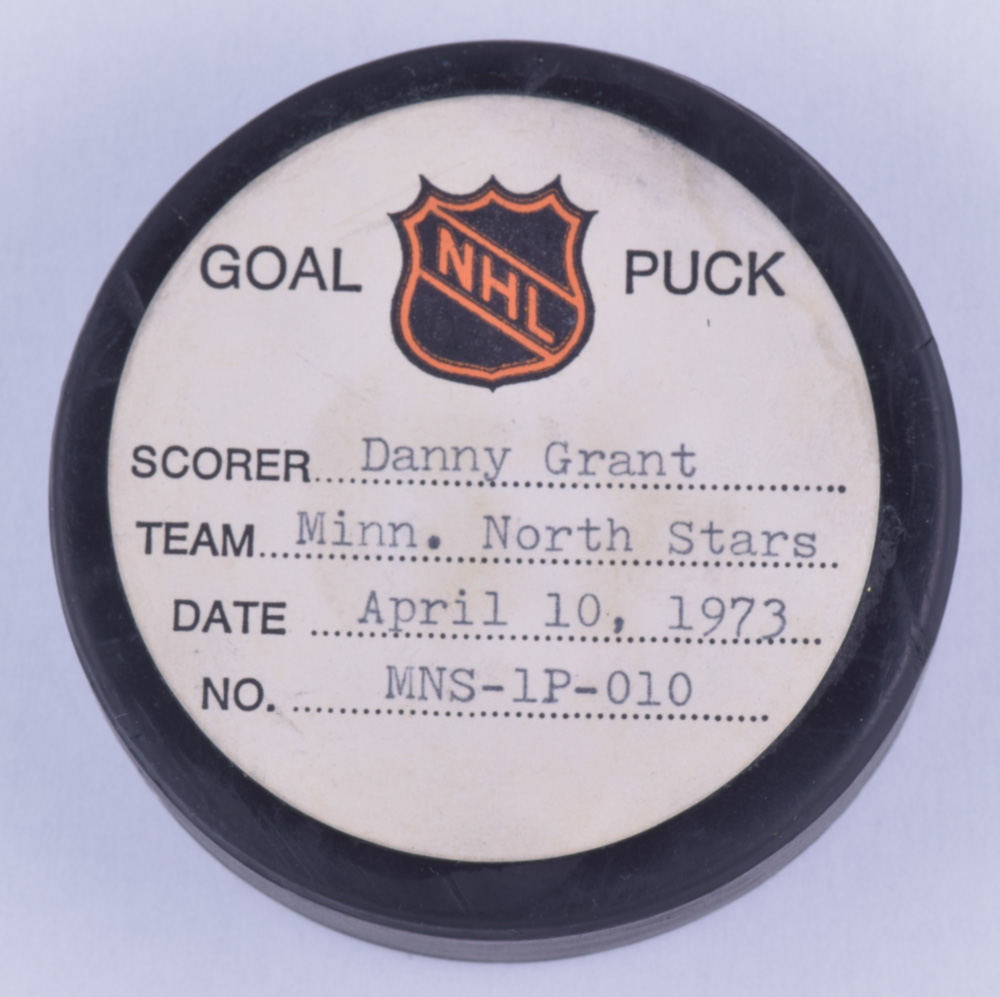 GOAL NHL PUCK
SCORER Danny Grant
TEAM Minn. North Stars
DATE April 10, 1973
NO. MNS-1P-010